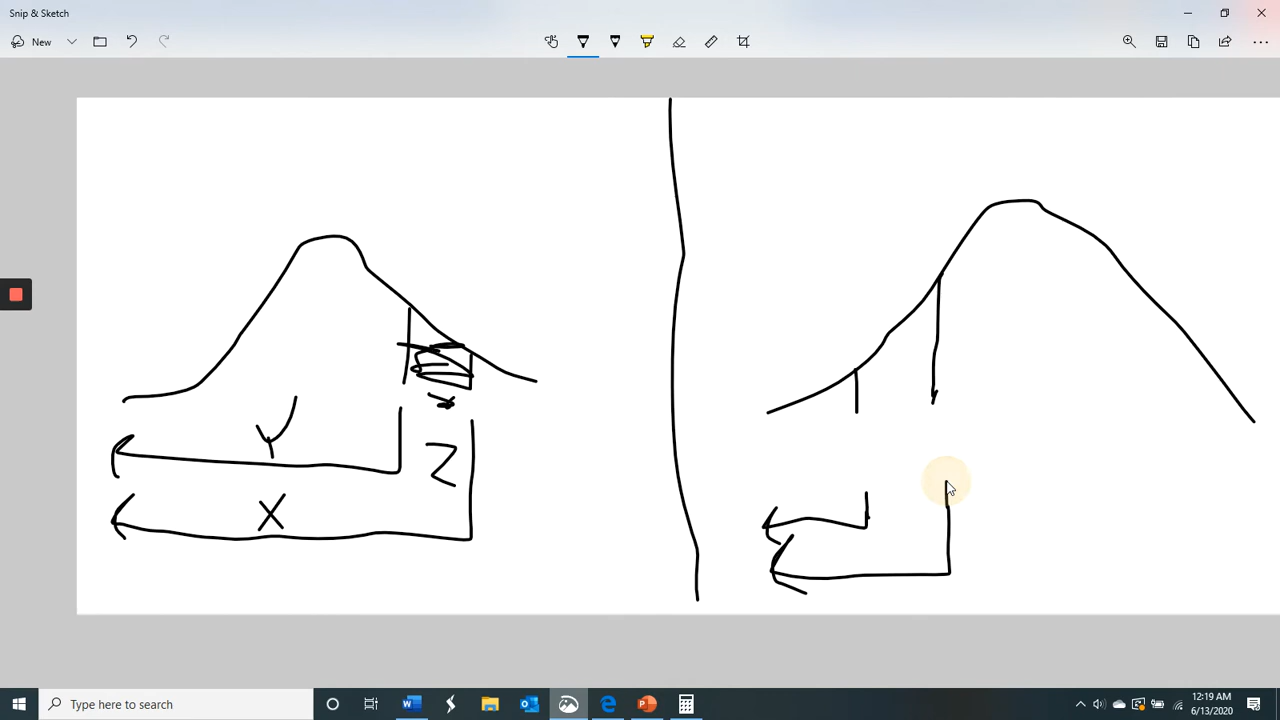 Snip & Sketch
New
Y
Z
X
Type here to search
12:19 AM
6/13/2020